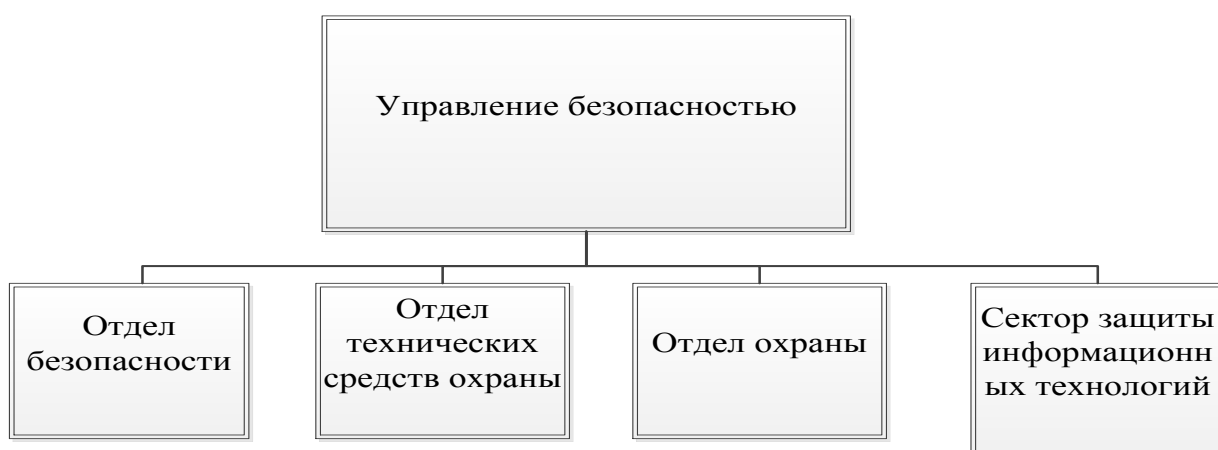 Управление безопасностью
Отдел
безопасности
Отдел
технических
средств охраны
Отдел охраны
Сектор защиты
информационн
ых технологий